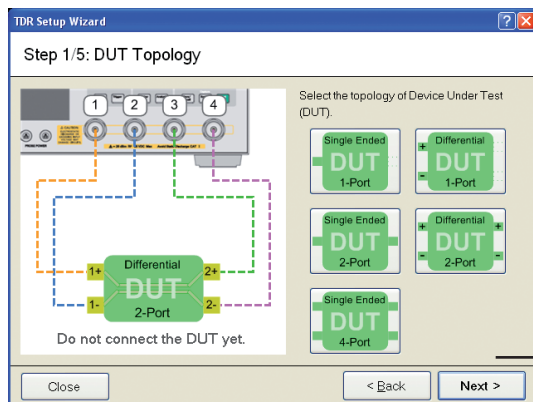 TDR Setup Wizard
Step 1/5: DUT Topology
1 2 3 4
Select the topology of Device Under Test
(DUT).
Single Ended
DUT
1-Port
Differential
+
DUT
-
1-Port
Single Ended
DUT
2-Port
Differential
+ +
DUT
- -
2-Port
Single Ended
DUT
4-Port
Differential
1+ 2+
DUT
1- 2-
2-Port
Do not connect the DUT yet.
Close
< Back
Next >